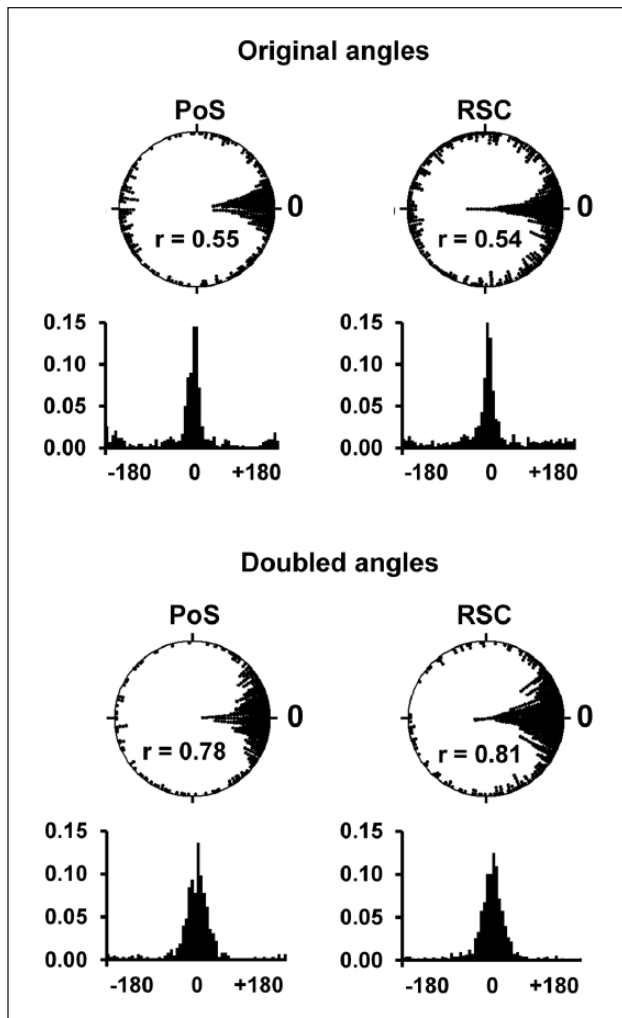 Original angles
PoS RSC
0 0
r = 0.55 r = 0.54
0.15 0.15
0.10 0.10
0.05 0.05
0.00 0.00
-180 0 +180 -180 0 +180
Doubled angles
PoS RSC
0 0
r = 0.78 r = 0.81
0.15 0.15
0.10 0.10
0.05 0.05
0.00 0.00
-180 0 +180 -180 0 +180